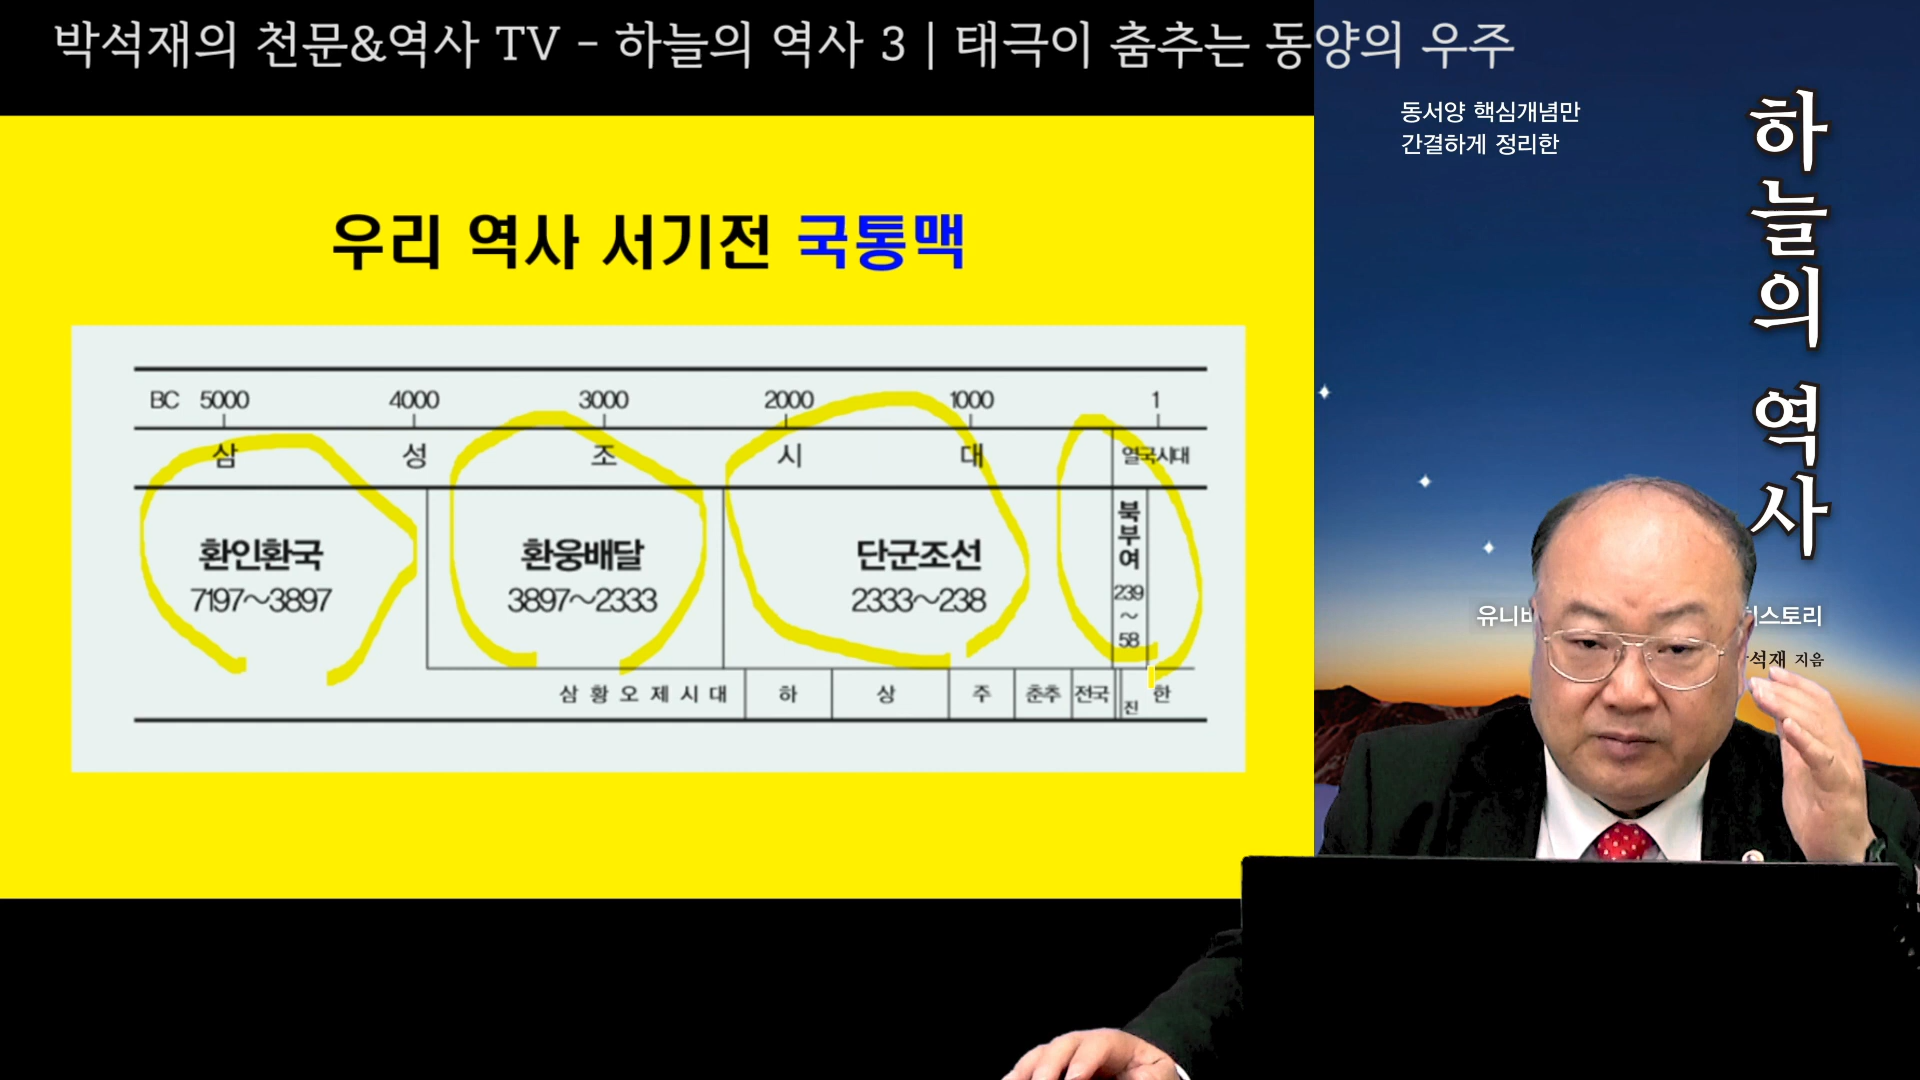 박석재의 천문&역사 TV - 하늘의 역사 3 | 태극이 춤추는 동양의 우주
동서양 핵심개념만
간결하게 정리한
하늘의 역사
우리 역사 서기전 국통맥
BC 5000 4000 3000 2000 1000 1
삼 성 조 시 대 열국시대
환인환국 환웅배달 단군조선 북부여
7197~3897 3897~2333 2333~238 239~58
삼황오제시대 하 상 주 춘추 전국 진 한
석재 지음